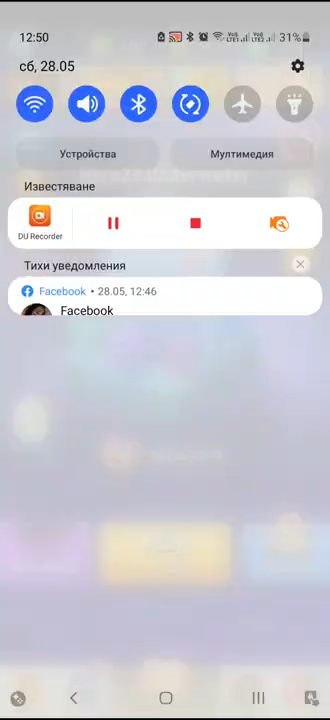 12:50
31%
сб, 28.05
Устройства
Мултимедия
Известяване
DU Recorder
Тихи уведомления
Facebook • 28.05, 12:46
Facebook